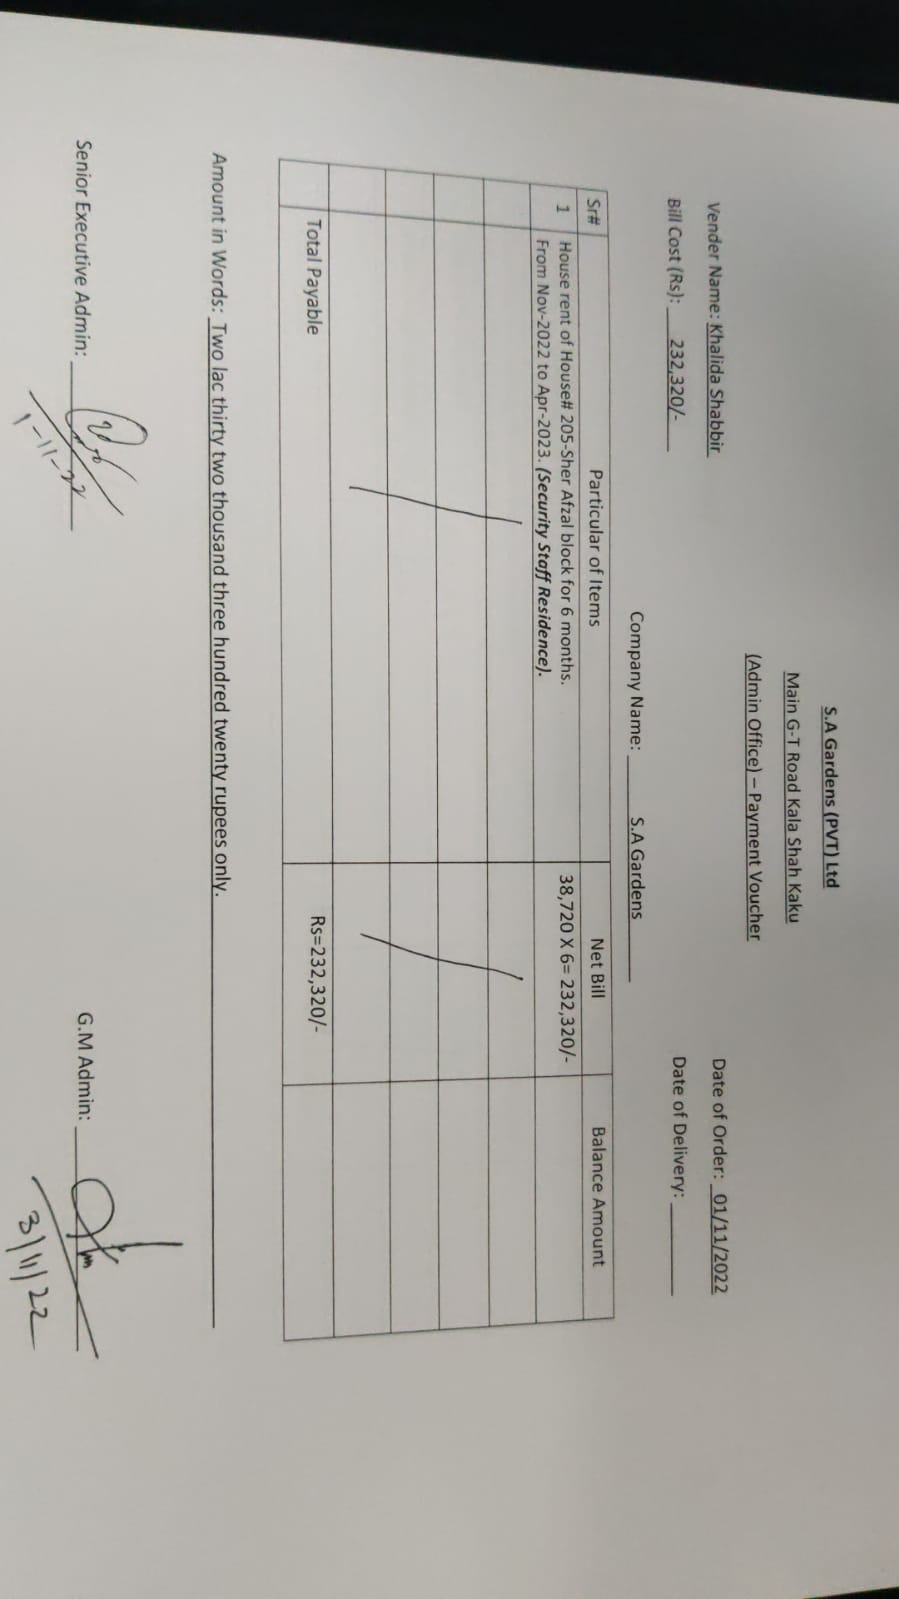 S.A Gardens (PVT) Ltd
Main G-T Road Kala Shah Kaku
(Admin Office) – Payment Voucher
Vender Name: Khalida Shabbir
Date of Order: 01/11/2022
Bill Cost (Rs): 232,320/-
Date of Delivery:
Company Name: S.A Gardens
Sr# Particular of Items Net Bill Balance Amount
1 House rent of House# 205-Sher Afzal block for 6 months. 38,720 X 6= 232,320/-
From Nov-2022 to Apr-2023. (Security Staff Residence).
Total Payable Rs=232,320/-
Amount in Words: Two lac thirty two thousand three hundred twenty rupees only.
Senior Executive Admin:
G.M Admin:
1-11-22
3/11/22